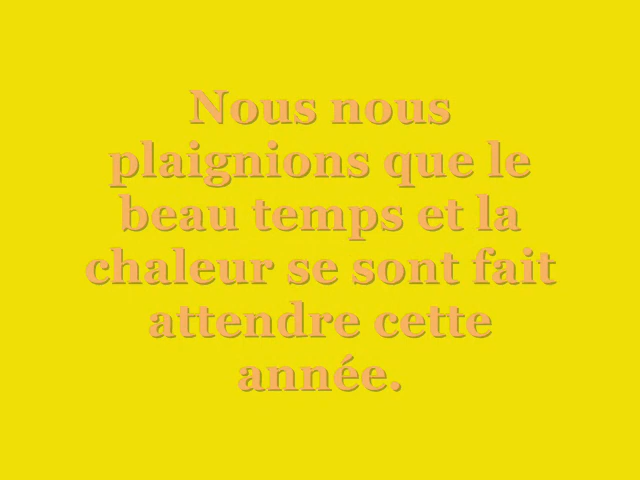 Nous nous
plaignions que le
beau temps et la
chaleur se sont fait
attendre cette
année.